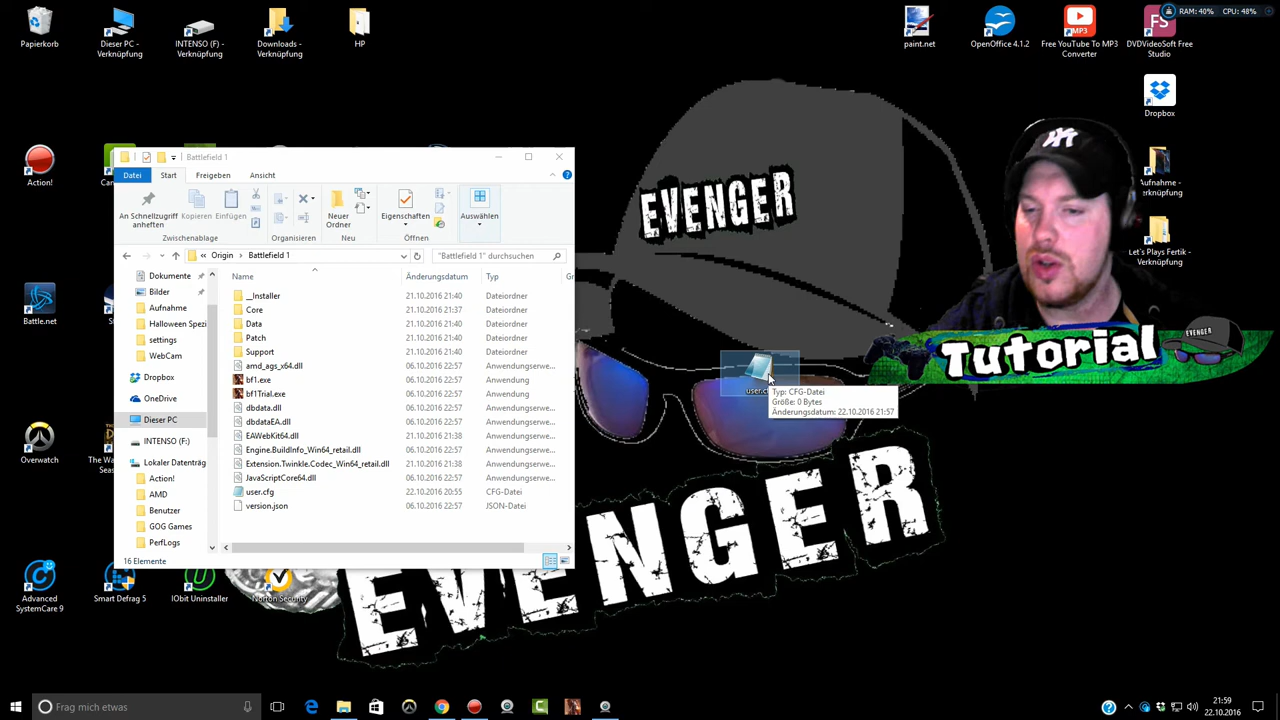 RAM: 40% CPU: 48%
Papierkorb
Dieser PC -
Verknüpfung
INTENSO (F) -
Verknüpfung
Downloads -
Verknüpfung
HP
paint.net
OpenOffice 4.1.2
Free YouTube To MP3
Converter
DVDVideoSoft Free
Studio
Dropbox
Action!
Battle.net
Overwatch
Aufnahme -
Let's Plays Fertik -
Verknüpfung
Battlefield 1
Datei
Start
Freigeben
Ansicht
An Schnellzugriff
anheften
Kopieren
Einfügen
Neuer
Ordner
Eigenschaften
Auswählen
Zwischenablage
Organisieren
Neu
Öffnen
Origin
Battlefield 1
"Battlefield 1" durchsuchen
Name
Änderungsdatum
Typ
Dokumente
Bilder
Aufnahme
Halloween Spezi
settings
WebCam
Dropbox
OneDrive
Dieser PC
INTENSO (F:)
Lokaler Datenträg
Action!
AMD
Benutzer
GOG Games
PerfLogs
__Installer 21.10.2016 21:40 Dateiordner
Core 21.10.2016 21:37 Dateiordner
Data 21.10.2016 21:40 Dateiordner
Patch 21.10.2016 21:40 Dateiordner
Support 21.10.2016 21:40 Dateiordner
amd_ags_x64.dll 06.10.2016 22:57 Anwendungserwe...
bf1.exe 06.10.2016 22:57 Anwendung
bf1Trial.exe 06.10.2016 22:57 Anwendung
dbdata.dll 06.10.2016 22:57 Anwendungserwe...
dbdataEA.dll 06.10.2016 22:57 Anwendungserwe...
EAWebKit64.dll 21.10.2016 21:38 Anwendungserwe...
Engine.BuildInfo_Win64_retail.dll 06.10.2016 22:57 Anwendungserwe...
Extension.Twinkle.Codec_Win64_retail.dll 21.10.2016 21:38 Anwendungserwe...
JavaScriptCore64.dll 06.10.2016 22:57 Anwendungserwe...
user.cfg 22.10.2016 20:55 CFG-Datei
version.json 06.10.2016 22:57 JSON-Datei
16 Elemente
EVENGER
Tutorial
Typ: CFG-Datei
Größe: 0 Bytes
Änderungsdatum: 22.10.2016 21:57
EVENGER
Advanced
SystemCare 9
Smart Defrag 5
IObit Uninstaller
Norton Security
Frag mich etwas
21:59
22.10.2016